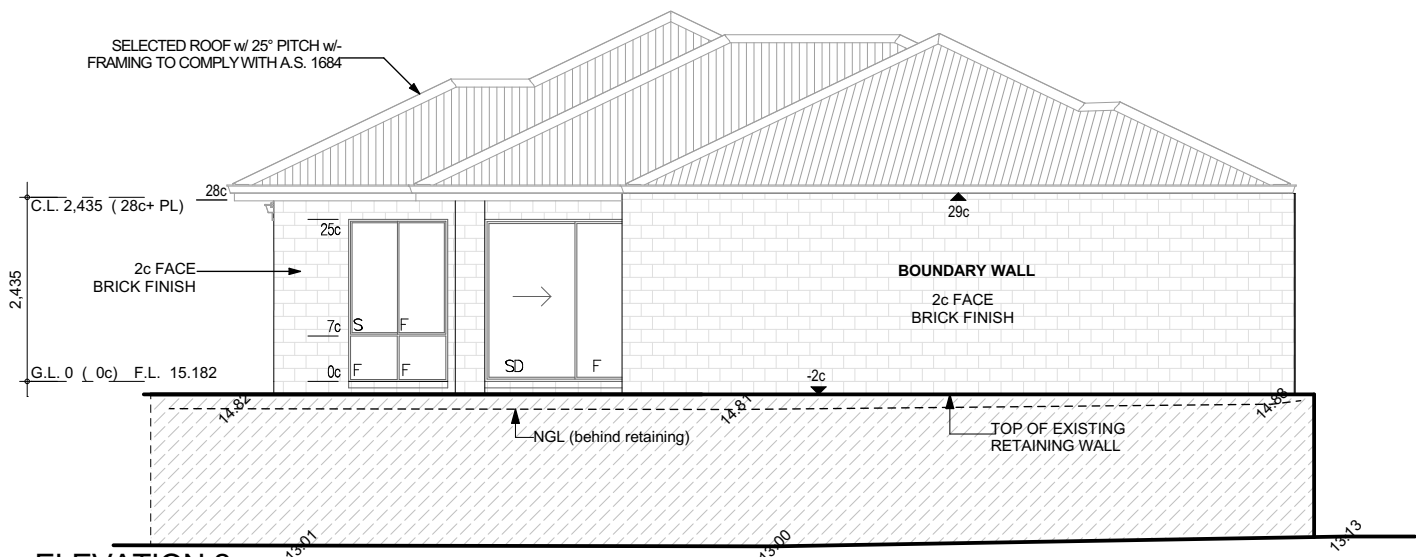 SELECTED ROOF w/ 25° PITCH w/-
FRAMING TO COMPLY WITH A.S. 1684
28c
C.L. 2,435 ( 28c+ PL)
29c
25c
2c FACE
BRICK FINISH
BOUNDARY WALL
2c FACE
BRICK FINISH
2,435
7c
S
F
0c
F
F
SD
F
G.L. 0 ( 0c) F.L. 15.182
-2c
14.82
14.81
14.88
NGL (behind retaining)
TOP OF EXISTING
RETAINING WALL
13.01
13.00
13.13